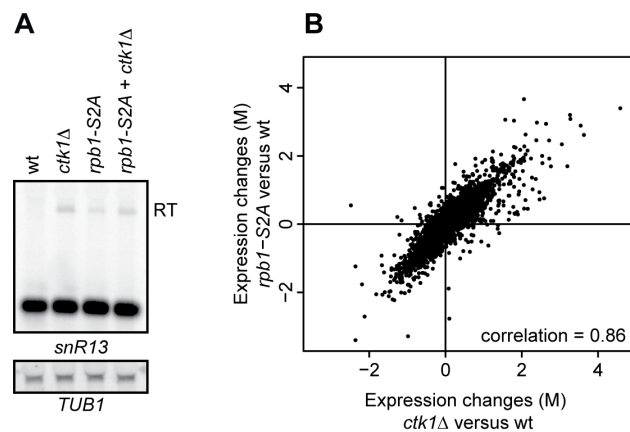 A
wt
ctk1Δ
rpb1-S2A
rpb1-S2A + ctk1Δ
RT
snR13
TUB1
B
Expression changes (M)
rpb1−S2A versus wt
4
2
0
−2
correlation = 0.86
−2 0 2 4
Expression changes (M)
ctk1Δ versus wt